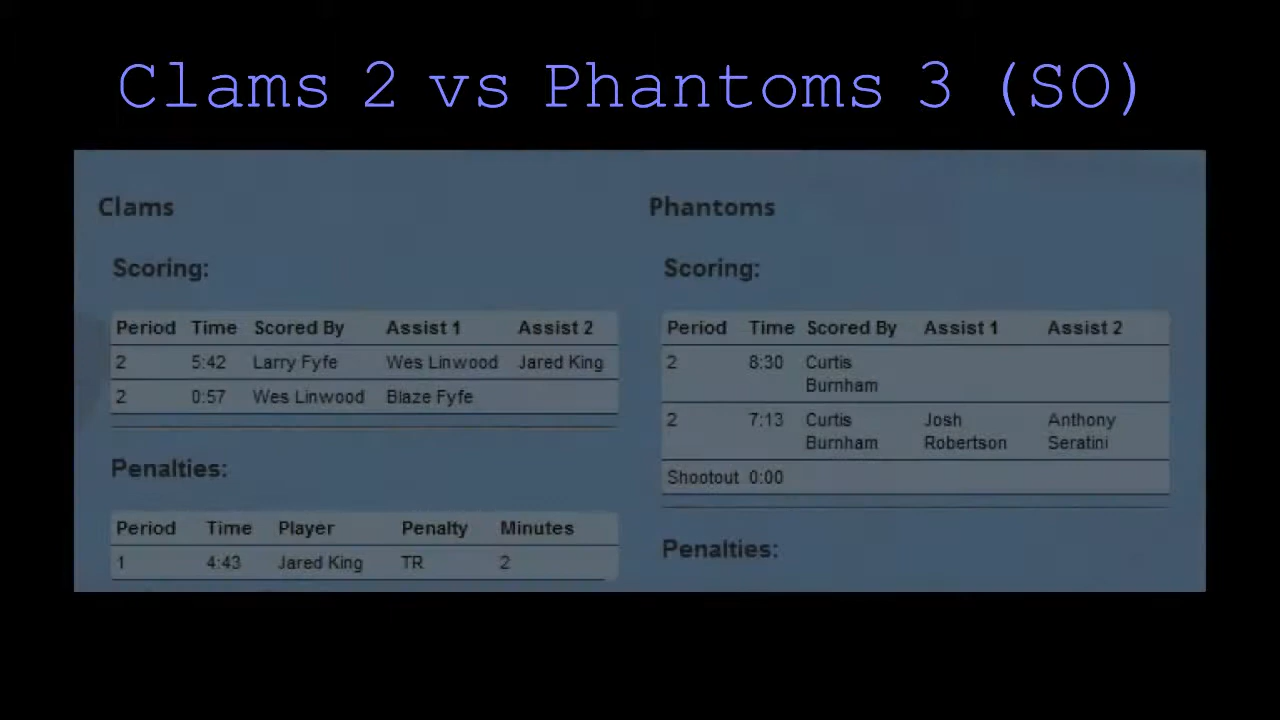 Clams 2 vs Phantoms 3 (SO)
Clams
Scoring:
Period Time Scored By Assist 1 Assist 2
2 5:42 Larry Fyfe Wes Linwood Jared King
2 0:57 Wes Linwood Blaze Fyfe
Penalties:
Period Time Player Penalty Minutes
1 4:43 Jared King TR 2
Phantoms
Scoring:
Period Time Scored By Assist 1 Assist 2
2 8:30 Curtis
Burnham
2 7:13 Curtis Josh Anthony
Burnham Robertson Seratini
Shootout 0:00
Penalties: